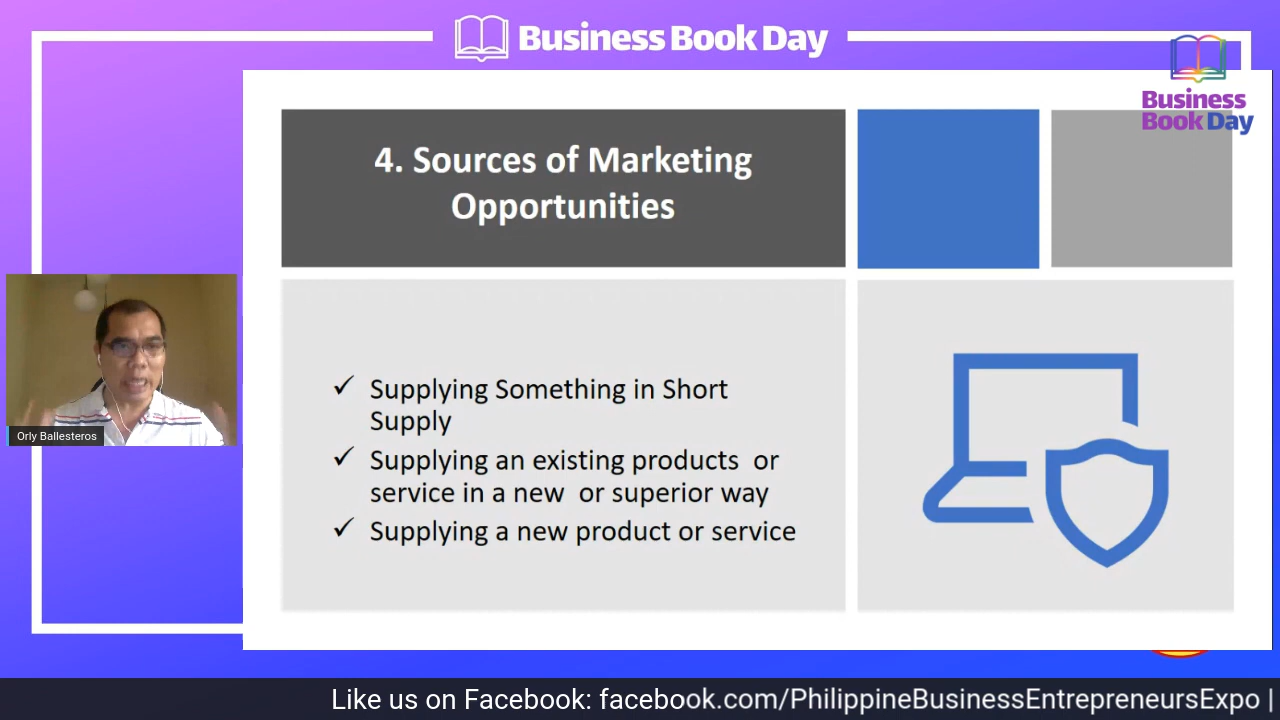 Business Book Day
Business
Book Day
4. Sources of Marketing
Opportunities
✓ Supplying Something in Short
Supply
✓ Supplying an existing products or
service in a new or superior way
✓ Supplying a new product or service
Orly Ballesteros
Like us on Facebook: facebook.com/PhilippineBusinessEntrepreneursExpo |